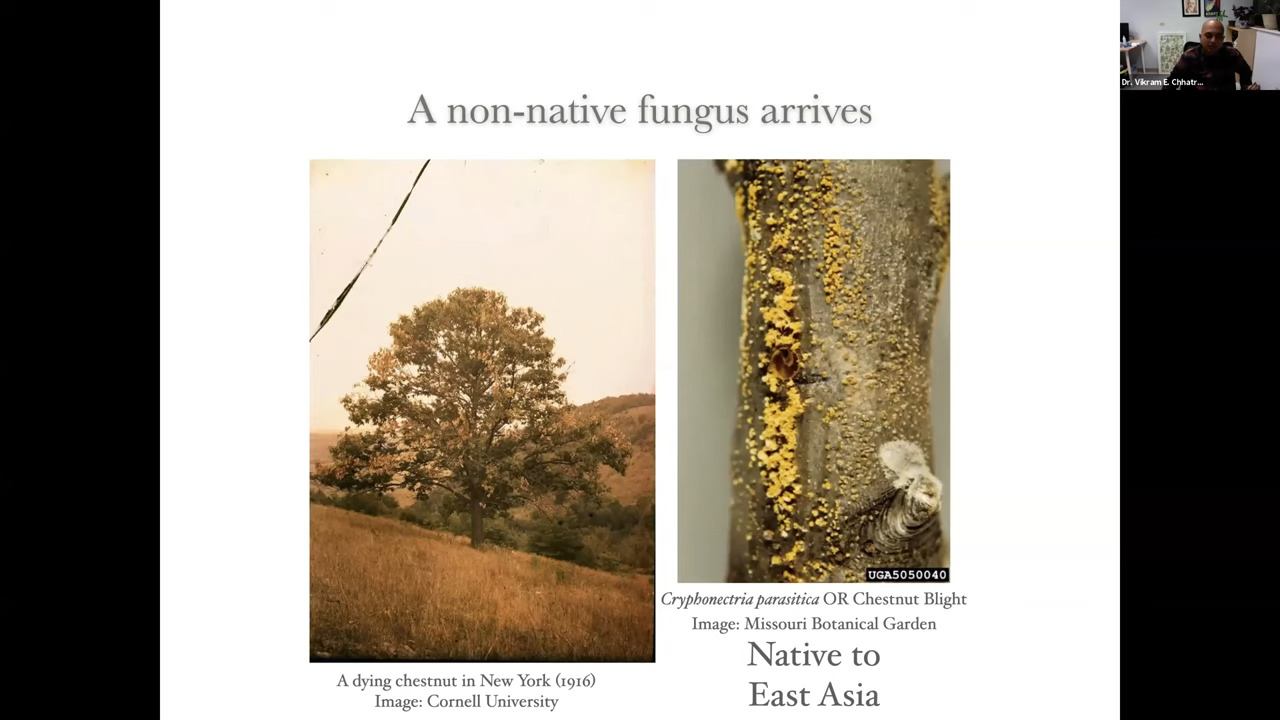 Dr. Vikram E. Chhatr...
A non-native fungus arrives
UGA5050040
Cryphonectria parasitica OR Chestnut Blight
Image: Missouri Botanical Garden
Native to
East Asia
A dying chestnut in New York (1916)
Image: Cornell University